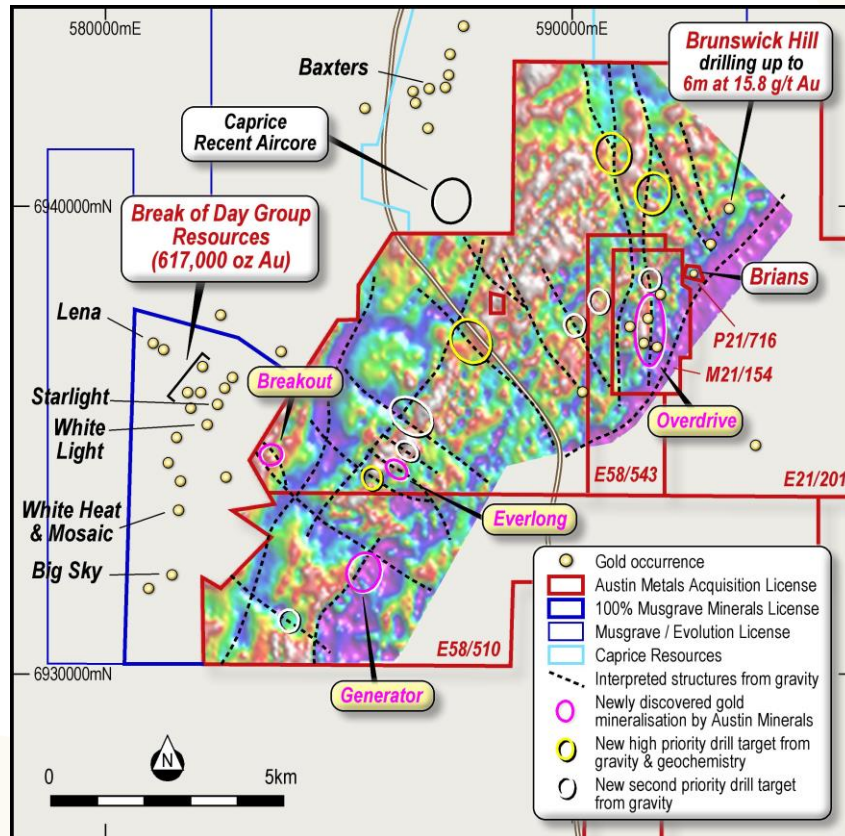 580000mE
590000mE
Baxters
Brunswick Hill
drilling up to
6m at 15.8 g/t Au
Caprice
Recent Aircore
6940000mN
Break of Day Group
Resources
(617,000 oz Au)
Brians
Lena
P21/716
M21/154
Breakout
Starlight
White
Light
Overdrive
E58/543
E21/201
White Heat
& Mosaic
Everlong
Big Sky
E58/510
6930000mN
Generator
N
0
5km
Gold occurrence
Austin Metals Acquisition License
100% Musgrave Minerals License
Musgrave / Evolution License
Caprice Resources
Interpreted structures from gravity
Newly discovered gold
mineralisation by Austin Minerals
New high priority drill target from
gravity & geochemistry
New second priority drill target
from gravity